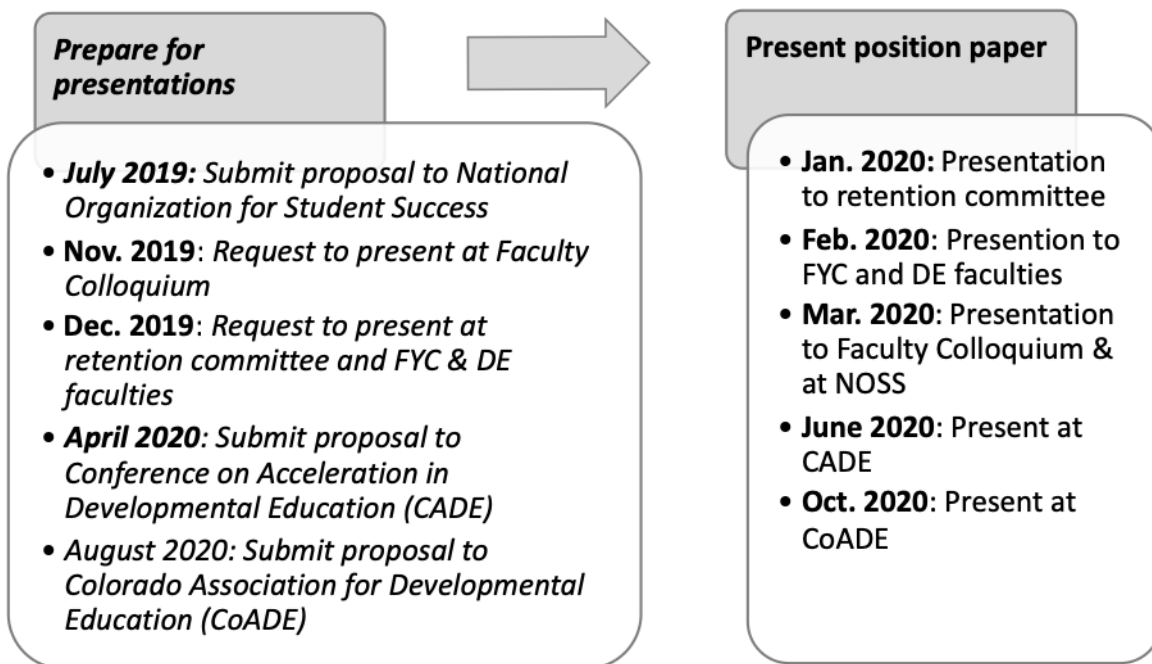 Prepare for
presentations
• July 2019: Submit proposal to National
Organization for Student Success
• Nov. 2019: Request to present at Faculty
Colloquium
• Dec. 2019: Request to present at
retention committee and FYC & DE
faculties
• April 2020: Submit proposal to
Conference on Acceleration in
Developmental Education (CADE)
• August 2020: Submit proposal to
Colorado Association for Developmental
Education (CoADE)
Present position paper
• Jan. 2020: Presentation
to retention committee
• Feb. 2020: Presention to
FYC and DE faculties
• Mar. 2020: Presentation
to Faculty Colloquium &
at NOSS
• June 2020: Present at
CADE
• Oct. 2020: Present at
CoADE